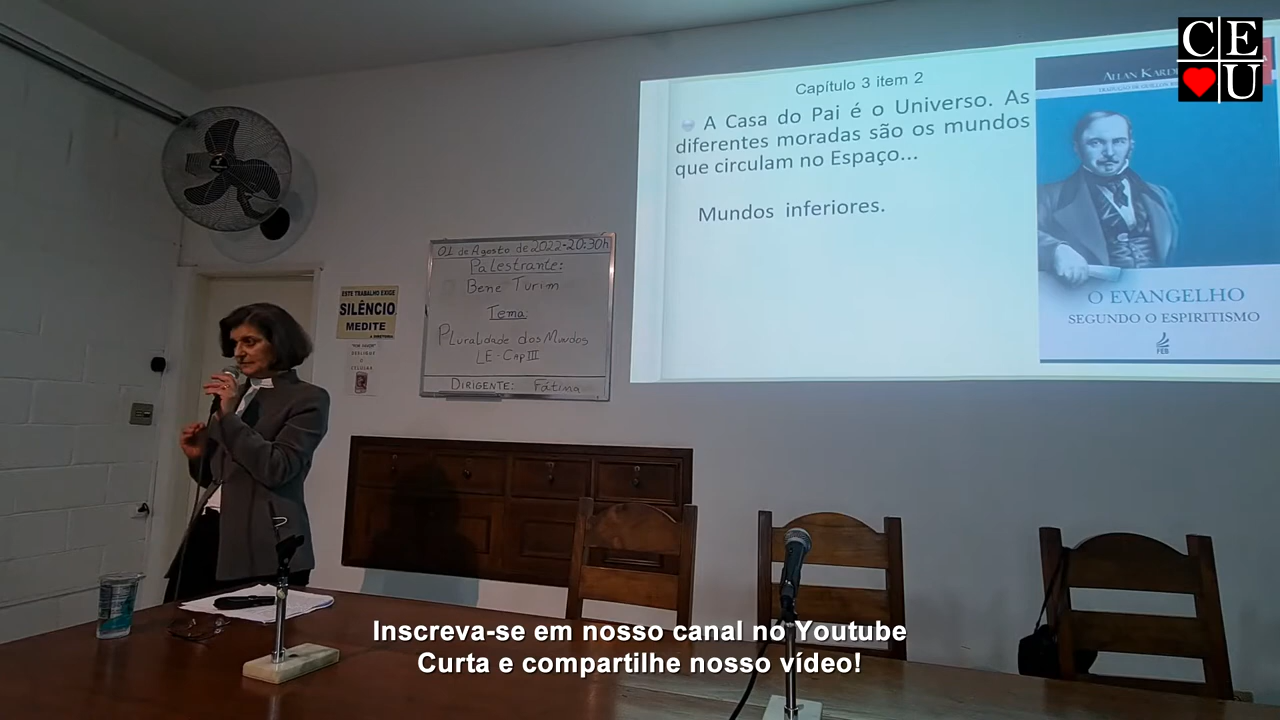 C E
U
Capítulo 3 item 2
A Casa do Pai é o Universo. As
diferentes moradas são os mundos
que circulam no Espaço...
Mundos inferiores.
O EVANGELHO
SEGUNDO O ESPIRITISMO
FEB
01 de Agosto de 2022-20:30h
Palestrante:
Bene Turim
Tema:
Pluralidade dos Mundos
LE-Cap III
DIRIGENTE: Fátima
ESTE TRABALHO EXIGE
SILÊNCIO
MEDITE
DESLIGUE
O
CELULAR
Inscreva-se em nosso canal no Youtube
Curta e compartilhe nosso vídeo!